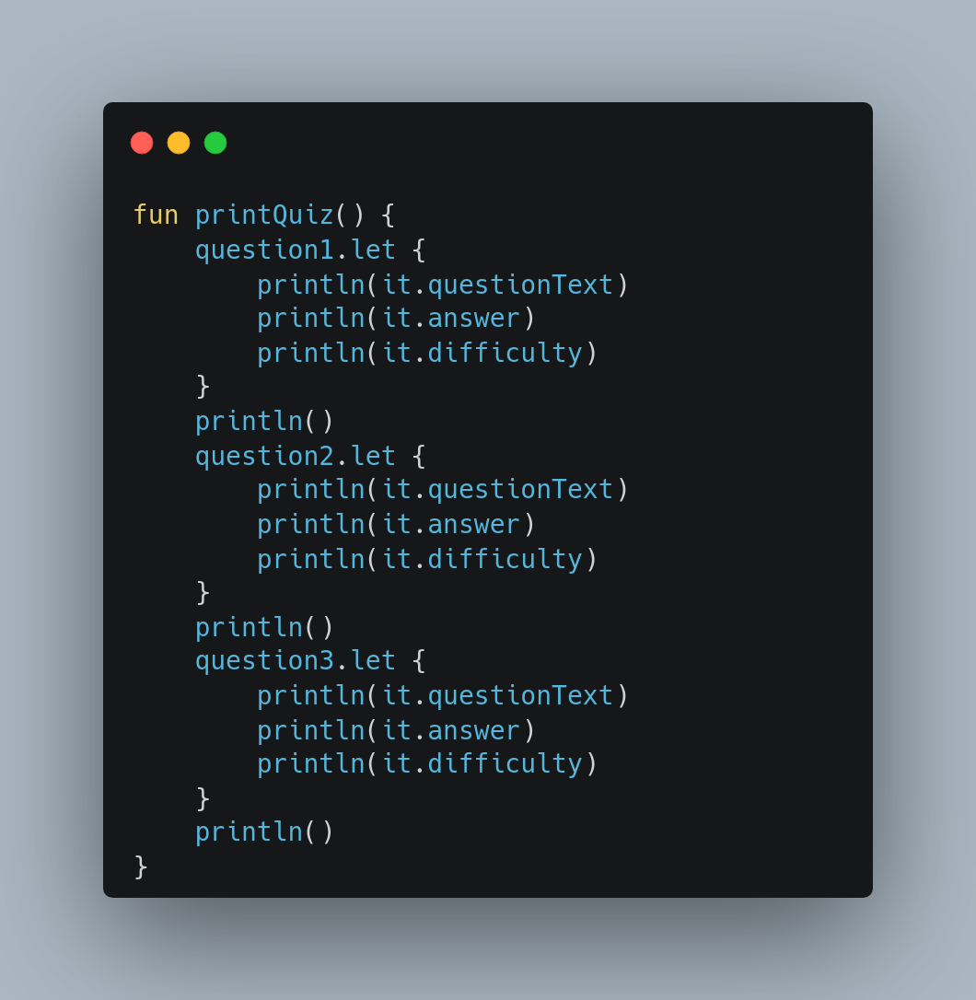 fun printQuiz() {
    question1.let {
        println(it.questionText)
        println(it.answer)
        println(it.difficulty)
    }
    println()
    question2.let {
        println(it.questionText)
        println(it.answer)
        println(it.difficulty)
    }
    println()
    question3.let {
        println(it.questionText)
        println(it.answer)
        println(it.difficulty)
    }
    println()
}